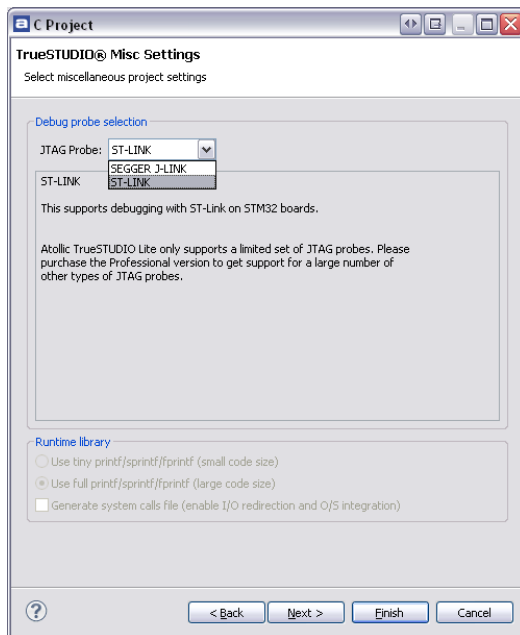 a C Project
TrueSTUDIO® Misc Settings
Select miscellaneous project settings
Debug probe selection
JTAG Probe: ST-LINK
SEGGER J-LINK
ST-LINK
ST-LINK
This supports debugging with ST-Link on STM32 boards.
Atollic TrueSTUDIO Lite only supports a limited set of JTAG probes. Please
purchase the Professional version to get support for a large number of
other types of JTAG probes.
Runtime library
Use tiny printf/sprintf/fprintf (small code size)
Use full printf/sprintf/fprintf (large code size)
Generate system calls file (enable I/O redirection and O/S integration)
? < Back Next > Finish Cancel